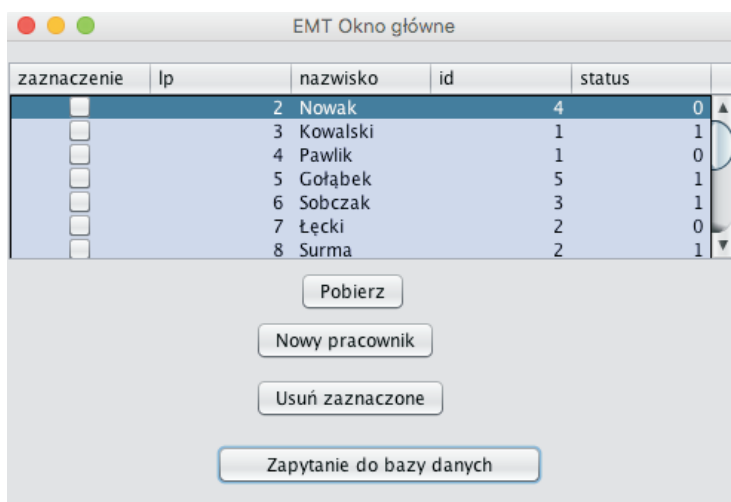 EMT Okno główne
zaznaczenie lp nazwisko id status
2 Nowak 4 0
3 Kowalski 1 1
4 Pawlik 1 0
5 Gołąbek 5 1
6 Sobczak 3 1
7 Łęcki 2 0
8 Surma 2 1
Pobierz
Nowy pracownik
Usuń zaznaczone
Zapytanie do bazy danych